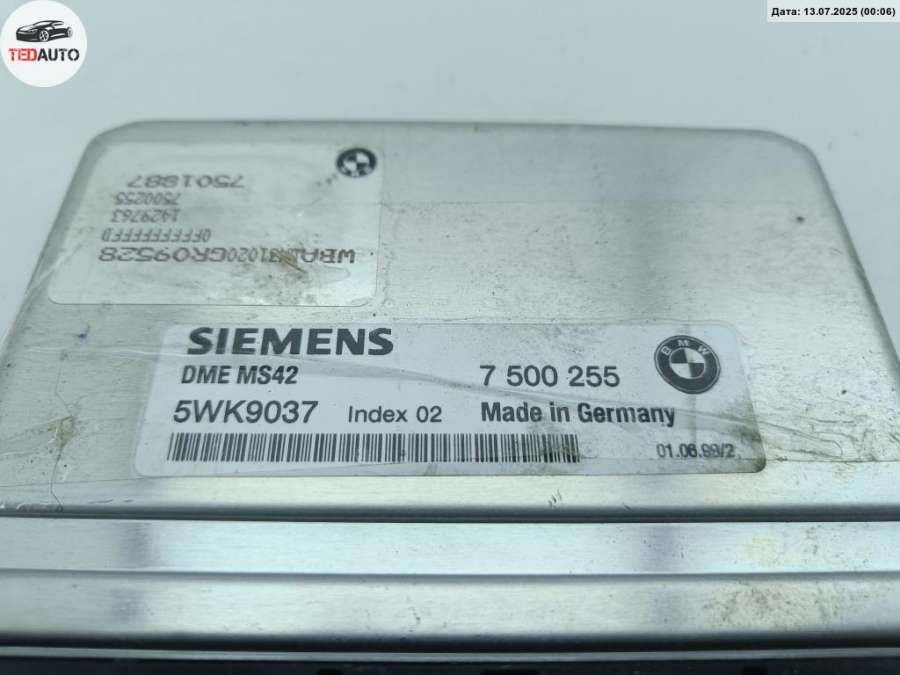 Дата: 13.07.2025 (00:06)
TEDAUTO
7501887
7500255
1429763
0FFFFFFFFD
SIEMENS
DME MS42
7 500 255
BMW
5WK9037
Index 02
Made in Germany
01.06.99/2